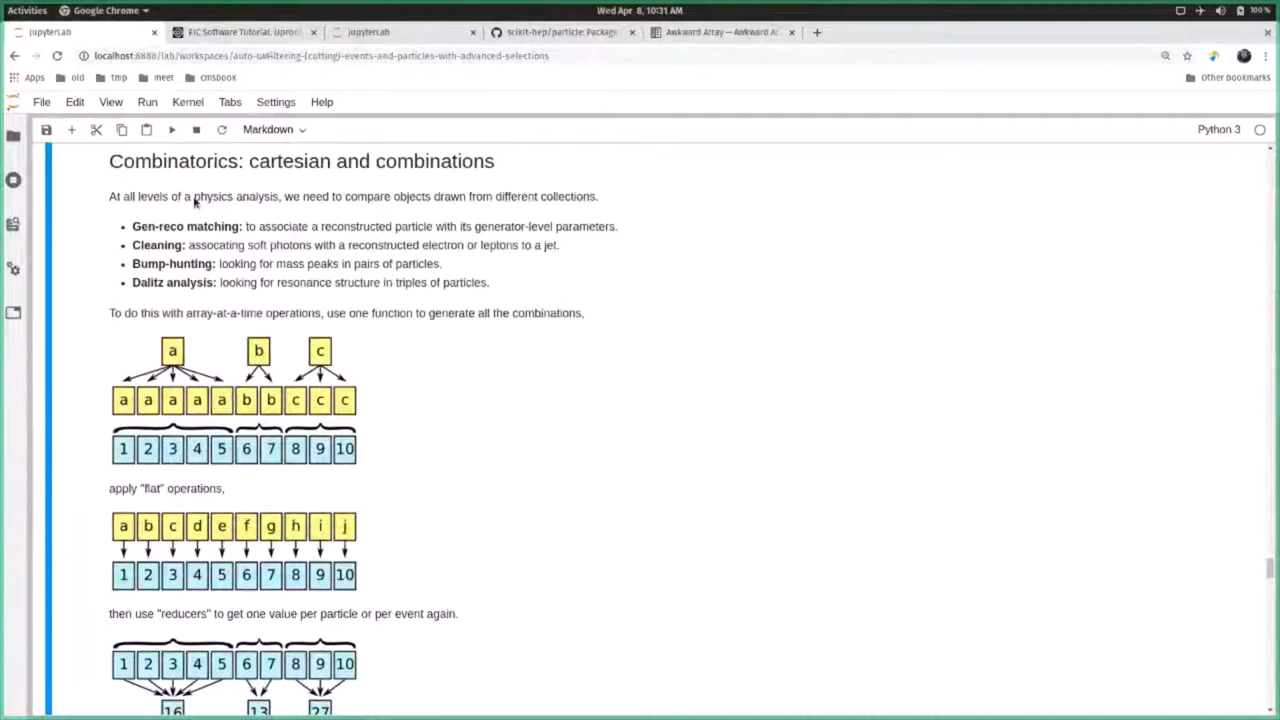 Activities Google Chrome Wed Apr 8, 10:31 AM 100 %
JupyterLab EIC Software Tutorial: Uproo JupyterLab scikit-hep/particle: Package Awkward Array — Awkward A
localhost:8888/lab/workspaces/auto-u#Filtering-(cutting)-events-and-particles-with-advanced-selections
Apps old tmp meet cmsbook Other bookmarks
File Edit View Run Kernel Tabs Settings Help
Markdown Python 3
Combinatorics: cartesian and combinations
At all levels of a physics analysis, we need to compare objects drawn from different collections.
• Gen-reco matching: to associate a reconstructed particle with its generator-level parameters.
• Cleaning: assocating soft photons with a reconstructed electron or leptons to a jet.
• Bump-hunting: looking for mass peaks in pairs of particles.
• Dalitz analysis: looking for resonance structure in triples of particles.
To do this with array-at-a-time operations, use one function to generate all the combinations,
a b c
a a a a a b b c c c
1 2 3 4 5 6 7 8 9 10
apply "flat" operations,
a b c d e f g h i j
1 2 3 4 5 6 7 8 9 10
then use "reducers" to get one value per particle or per event again.
1 2 3 4 5 6 7 8 9 10
16 13 27